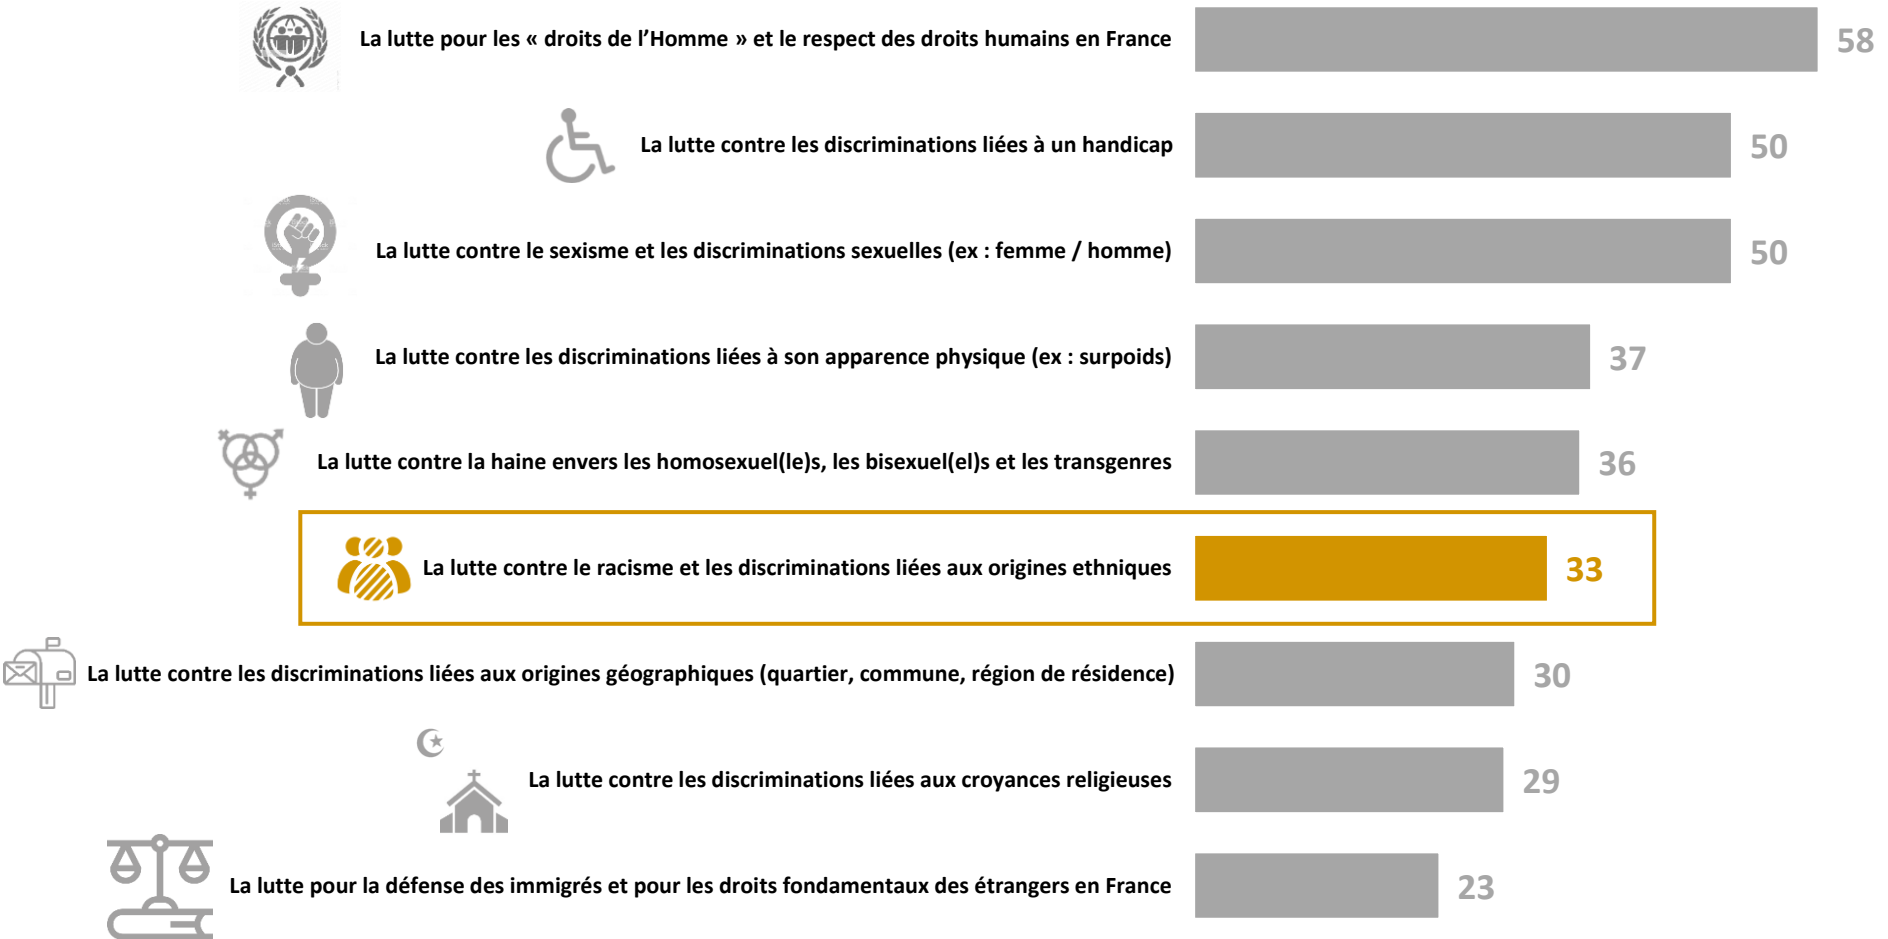 La lutte pour les « droits de l’Homme » et le respect des droits humains en France 58
La lutte contre les discriminations liées à un handicap 50
La lutte contre le sexisme et les discriminations sexuelles (ex : femme / homme) 50
La lutte contre les discriminations liées à son apparence physique (ex : surpoids) 37
La lutte contre la haine envers les homosexuel(le)s, les bisexuel(el)s et les transgenres 36
La lutte contre le racisme et les discriminations liées aux origines ethniques 33
La lutte contre les discriminations liées aux origines géographiques (quartier, commune, région de résidence) 30
La lutte contre les discriminations liées aux croyances religieuses 29
La lutte pour la défense des immigrés et pour les droits fondamentaux des étrangers en France 23